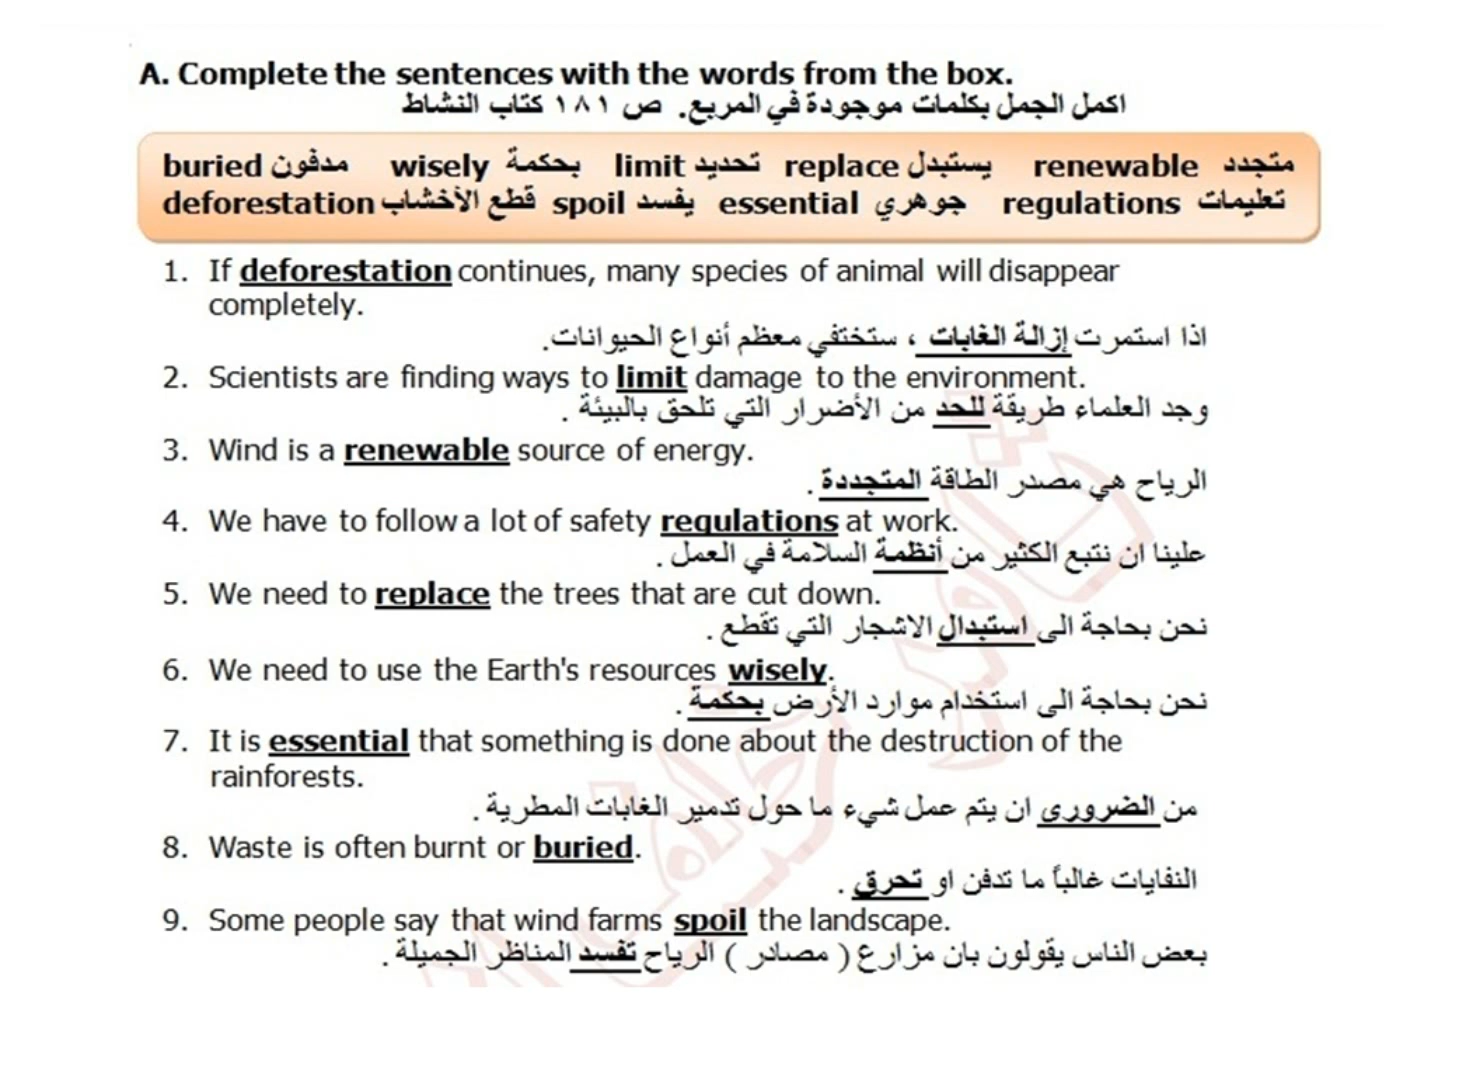 A. Complete the sentences with the words from the box.
اكمل الجمل بكلمات موجودة في المربع. ص ١٨١ كتاب النشاط
buried مدفون wisely بحكمة limit تحديد replace يستبدل renewable متجدد
deforestation قطع الأخشاب spoil يفسد essential جوهري regulations تعليمات
1. If deforestation continues, many species of animal will disappear
completely.
اذا استمرت إزالة الغابات ، ستختفي معظم أنواع الحيوانات.
2. Scientists are finding ways to limit damage to the environment.
وجد العلماء طريقة للحد من الأضرار التي تلحق بالبيئة .
3. Wind is a renewable source of energy.
الرياح هي مصدر الطاقة المتجددة .
4. We have to follow a lot of safety regulations at work.
علينا ان نتبع الكثير من أنظمة السلامة في العمل .
5. We need to replace the trees that are cut down.
نحن بحاجة الى استبدال الاشجار التي تقطع .
6. We need to use the Earth's resources wisely.
نحن بحاجة الى استخدام موارد الأرض بحكمة .
7. It is essential that something is done about the destruction of the
rainforests.
من الضروري ان يتم عمل شيء ما حول تدمير الغابات المطرية .
8. Waste is often burnt or buried.
النفايات غالباً ما تدفن او تحرق .
9. Some people say that wind farms spoil the landscape.
بعض الناس يقولون بان مزارع ( مصادر ) الرياح تفسد المناظر الجميلة .